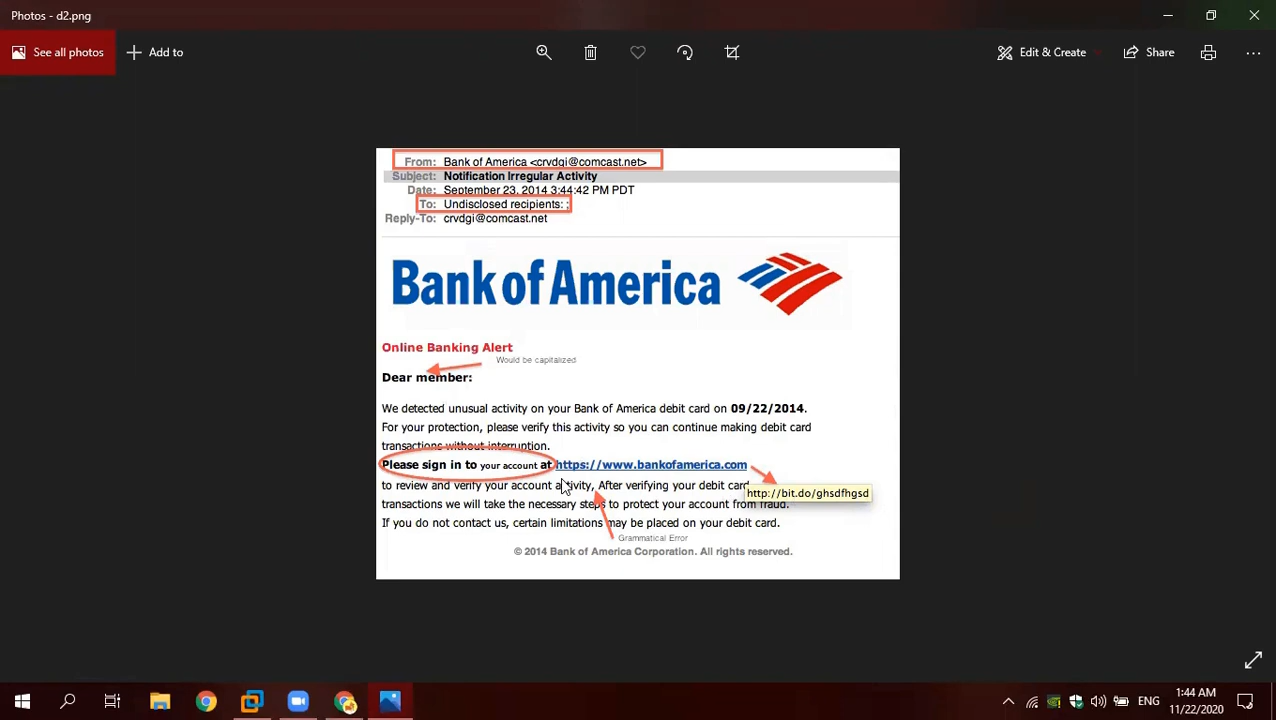 Photos - d2.png
See all photos
Add to
Edit & Create
Share
From: Bank of America <crvdgi@comcast.net>
Subject: Notification Irregular Activity
Date: September 23, 2014 3:44:42 PM PDT
To: Undisclosed recipients: ;
Reply-To: crvdgi@comcast.net
Bank of America
Online Banking Alert
Would be capitalized
Dear member:
We detected unusual activity on your Bank of America debit card on 09/22/2014.
For your protection, please verify this activity so you can continue making debit card
transactions without interruption.
Please sign in to your account at https://www.bankofamerica.com
to review and verify your account activity, After verifying your debit card
http://bit.do/ghsdfhgsd
transactions we will take the necessary steps to protect your account from fraud.
If you do not contact us, certain limitations may be placed on your debit card.
Grammatical Error
© 2014 Bank of America Corporation. All rights reserved.
ENG
1:44 AM
11/22/2020